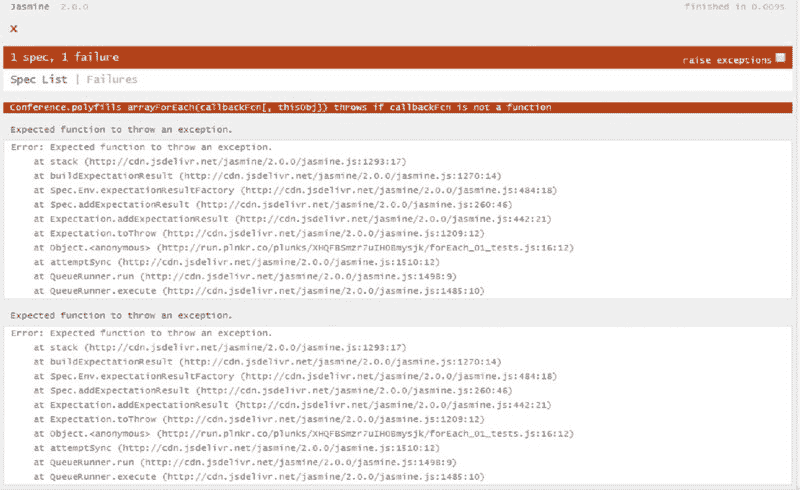 Jasmine 2.0.0
finished in 0.009s
x
1 spec, 1 failure
raise exceptions
Spec List | Failures
Conference.polyfills arrayForEach(callbackFcn[, thisObj}) throws if callbackFcn is not a function
Expected function to throw an exception.
Error: Expected function to throw an exception.
at stack (http://cdn.jsdelivr.net/jasmine/2.0.0/jasmine.js:1293:17)
at buildExpectationResult (http://cdn.jsdelivr.net/jasmine/2.0.0/jasmine.js:1270:14)
at Spec.Env.expectationResultFactory (http://cdn.jsdelivr.net/jasmine/2.0.0/jasmine.js:484:18)
at Spec.addExpectationResult (http://cdn.jsdelivr.net/jasmine/2.0.0/jasmine.js:260:46)
at Expectation.addExpectationResult (http://cdn.jsdelivr.net/jasmine/2.0.0/jasmine.js:442:21)
at Expectation.toThrow (http://cdn.jsdelivr.net/jasmine/2.0.0/jasmine.js:1209:12)
at Object.<anonymous> (http://run.plnkr.co/plunks/XHQFBSmzr7uIHOBmysjk/forEach_01_tests.js:16:12)
at attemptSync (http://cdn.jsdelivr.net/jasmine/2.0.0/jasmine.js:1510:12)
at QueueRunner.run (http://cdn.jsdelivr.net/jasmine/2.0.0/jasmine.js:1498:9)
at QueueRunner.execute (http://cdn.jsdelivr.net/jasmine/2.0.0/jasmine.js:1485:10)
Expected function to throw an exception.
Error: Expected function to throw an exception.
at stack (http://cdn.jsdelivr.net/jasmine/2.0.0/jasmine.js:1293:17)
at buildExpectationResult (http://cdn.jsdelivr.net/jasmine/2.0.0/jasmine.js:1270:14)
at Spec.Env.expectationResultFactory (http://cdn.jsdelivr.net/jasmine/2.0.0/jasmine.js:484:18)
at Spec.addExpectationResult (http://cdn.jsdelivr.net/jasmine/2.0.0/jasmine.js:260:46)
at Expectation.addExpectationResult (http://cdn.jsdelivr.net/jasmine/2.0.0/jasmine.js:442:21)
at Expectation.toThrow (http://cdn.jsdelivr.net/jasmine/2.0.0/jasmine.js:1209:12)
at Object.<anonymous> (http://run.plnkr.co/plunks/XHQFBSmzr7uIHOBmysjk/forEach_01_tests.js:16:12)
at attemptSync (http://cdn.jsdelivr.net/jasmine/2.0.0/jasmine.js:1510:12)
at QueueRunner.run (http://cdn.jsdelivr.net/jasmine/2.0.0/jasmine.js:1498:9)
at QueueRunner.execute (http://cdn.jsdelivr.net/jasmine/2.0.0/jasmine.js:1485:10)